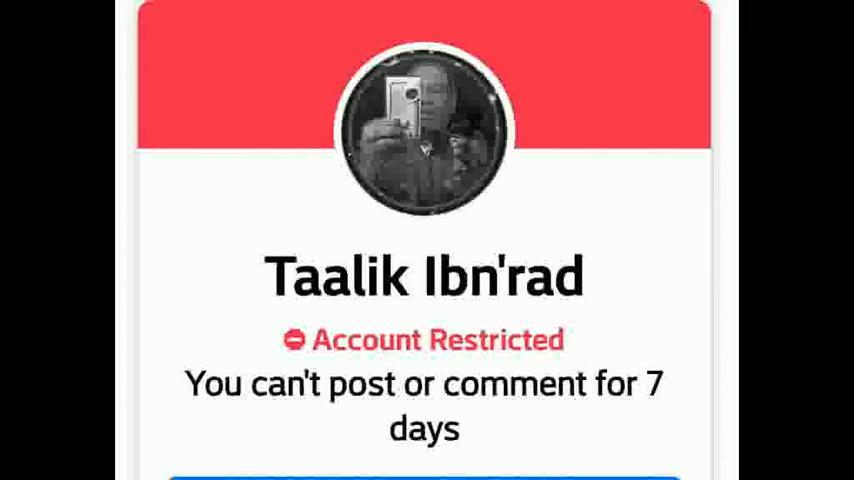 Taalik Ibn'rad
Account Restricted
You can't post or comment for 7
days